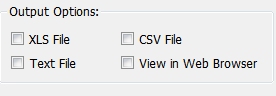 Output Options:
XLS File CSV File
Text File View in Web Browser